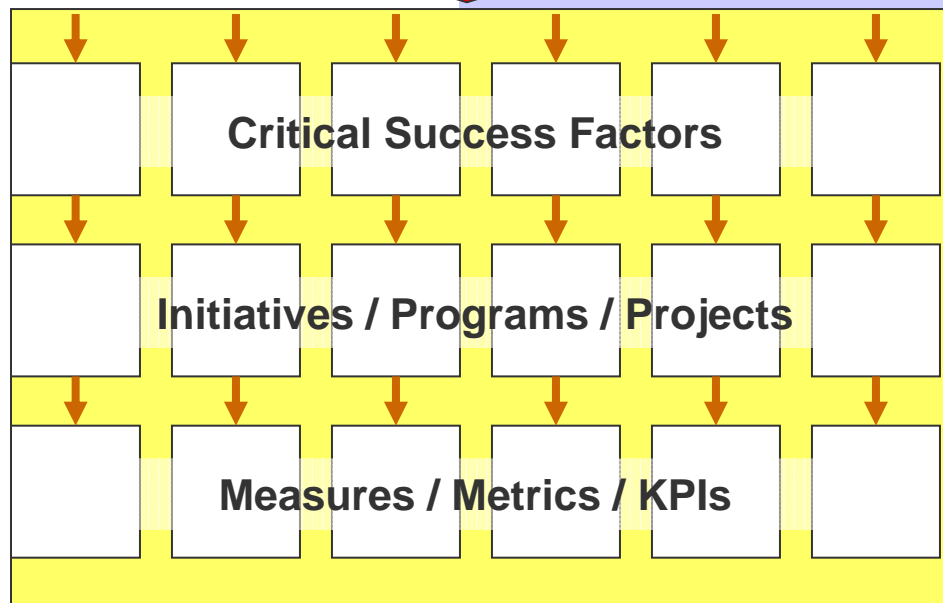 Critical Success Factors
Initiatives / Programs / Projects
Measures / Metrics / KPIs